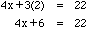 4x+3(2) = 22
4x+6 = 22